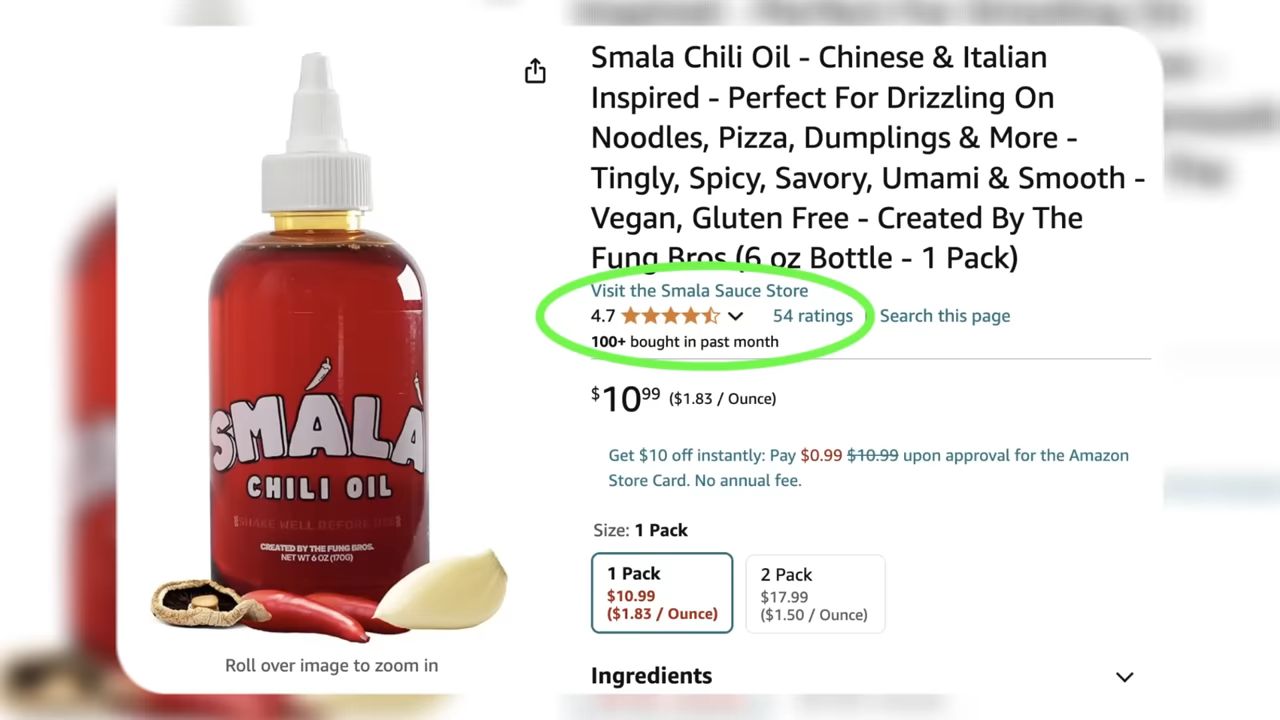 Smala Chili Oil - Chinese & Italian
Inspired - Perfect For Drizzling On
Noodles, Pizza, Dumplings & More -
Tingly, Spicy, Savory, Umami & Smooth -
Vegan, Gluten Free - Created By The
Fung Bros (6 oz Bottle - 1 Pack)
Visit the Smala Sauce Store
4.7 54 ratings Search this page
100+ bought in past month
$10.99 ($1.83 / Ounce)
Get $10 off instantly: Pay $0.99 $10.99 upon approval for the Amazon
Store Card. No annual fee.
Size: 1 Pack
1 Pack
$10.99
($1.83 / Ounce)
2 Pack
$17.99
($1.50 / Ounce)
Ingredients
SMÁLÀ
CHILI OIL
SHAKE WELL BEFORE USE
CREATED BY THE FUNG BROS.
NET WT 6 OZ (170G)
Roll over image to zoom in